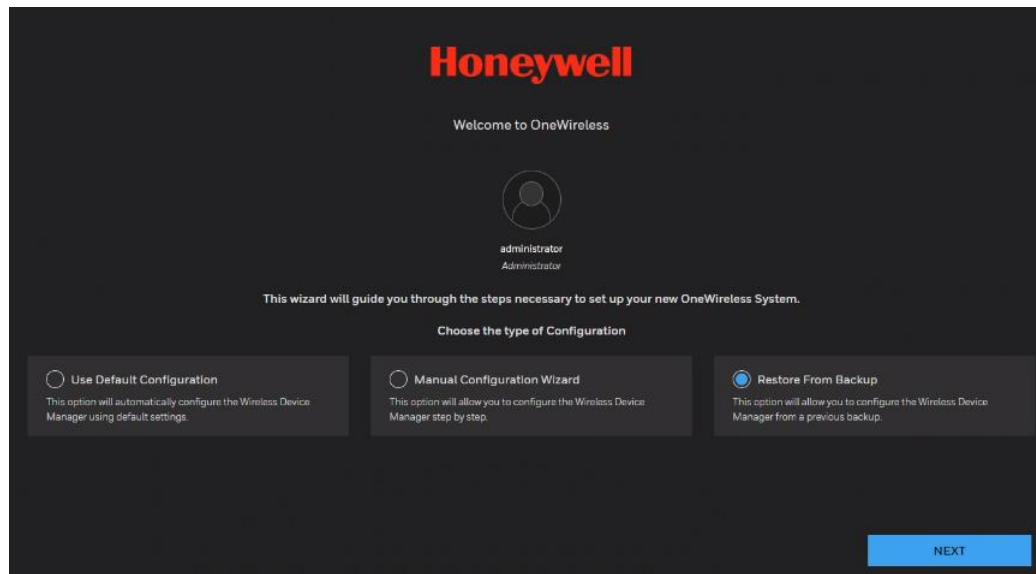 Honeywell
Welcome to OneWireless
administrator
Administrator
This wizard will guide you through the steps necessary to set up your new OneWireless System.
Choose the type of Configuration
Use Default Configuration
This option will automatically configure the Wireless Device
Manager using default settings.
Manual Configuration Wizard
This option will allow you to configure the Wireless Device
Manager step by step.
Restore From Backup
This option will allow you to configure the Wireless Device
Manager from a previous backup.
NEXT